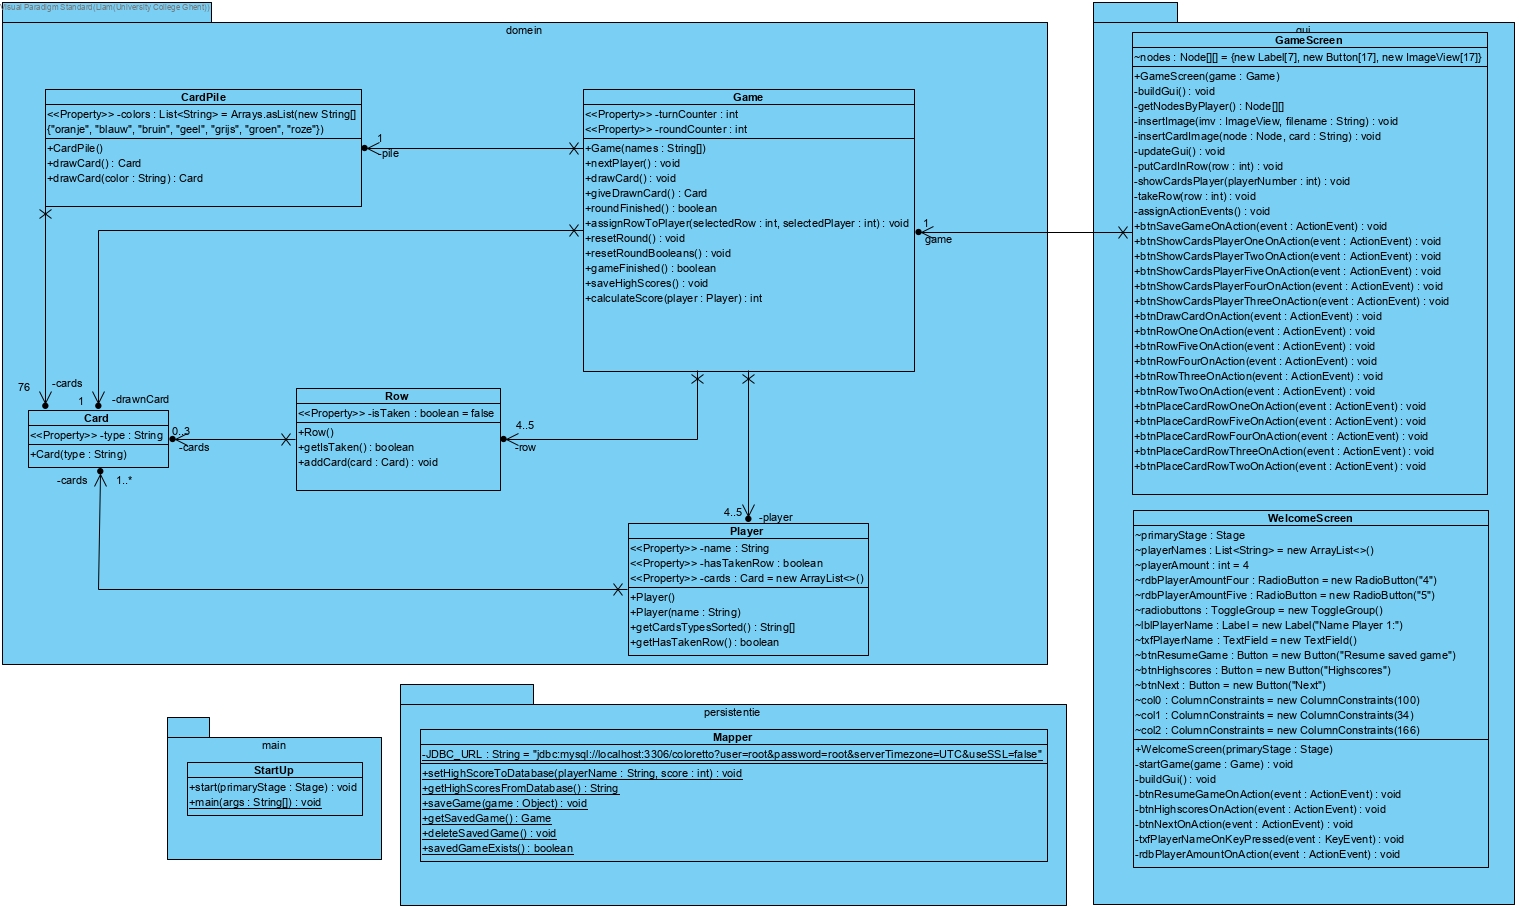 Visual Paradigm Standard(Liam(University College Ghent))
domein
CardPile
<<Property>> -colors : List<String> = Arrays.asList(new String[]
{"oranje", "blauw", "bruin", "geel", "grijs", "groen", "roze"})
+CardPile()
+drawCard() : Card
+drawCard(color : String) : Card
1
-pile
Game
<<Property>> -turnCounter : int
<<Property>> -roundCounter : int
+Game(names : String[])
+nextPlayer() : void
+drawCard() : void
+giveDrawnCard() : Card
+roundFinished() : boolean
+assignRowToPlayer(selectedRow : int, selectedPlayer : int) : void
+resetRound() : void
+resetRoundBooleans() : void
+gameFinished() : boolean
+saveHighScores() : void
+calculateScore(player : Player) : int
1
game
76
-cards
1
-drawnCard
Card
<<Property>> -type : String
+Card(type : String)
0..3
-cards
-cards
1..*
Row
<<Property>> -isTaken : boolean = false
+Row()
+getIsTaken() : boolean
+addCard(card : Card) : void
4..5
-row
4..5
-player
Player
<<Property>> -name : String
<<Property>> -hasTakenRow : boolean
<<Property>> -cards : Card = new ArrayList<>()
+Player()
+Player(name : String)
+getCardsTypesSorted() : String[]
+getHasTakenRow() : boolean
main
StartUp
+start(primaryStage : Stage) : void
+main(args : String[]) : void
persistentie
Mapper
-JDBC_URL : String = "jdbc:mysql://localhost:3306/coloretto?user=root&password=root&serverTimezone=UTC&useSSL=false"
+setHighScoreToDatabase(playerName : String, score : int) : void
+getHighScoresFromDatabase() : String
+saveGame(game : Object) : void
+getSavedGame() : Game
+deleteSavedGame() : void
+savedGameExists() : boolean
gui
GameScreen
~nodes : Node[][] = {new Label[7], new Button[17], new ImageView[17]}
+GameScreen(game : Game)
-buildGui() : void
-getNodesByPlayer() : Node[][]
-insertImage(imv : ImageView, filename : String) : void
-insertCardImage(node : Node, card : String) : void
-updateGui() : void
-putCardInRow(row : int) : void
-showCardsPlayer(playerNumber : int) : void
-takeRow(row : int) : void
-assignActionEvents() : void
+btnSaveGameOnAction(event : ActionEvent) : void
+btnShowCardsPlayerOneOnAction(event : ActionEvent) : void
+btnShowCardsPlayerTwoOnAction(event : ActionEvent) : void
+btnShowCardsPlayerFiveOnAction(event : ActionEvent) : void
+btnShowCardsPlayerFourOnAction(event : ActionEvent) : void
+btnShowCardsPlayerThreeOnAction(event : ActionEvent) : void
+btnDrawCardOnAction(event : ActionEvent) : void
+btnRowOneOnAction(event : ActionEvent) : void
+btnRowFiveOnAction(event : ActionEvent) : void
+btnRowFourOnAction(event : ActionEvent) : void
+btnRowThreeOnAction(event : ActionEvent) : void
+btnRowTwoOnAction(event : ActionEvent) : void
+btnPlaceCardRowOneOnAction(event : ActionEvent) : void
+btnPlaceCardRowFiveOnAction(event : ActionEvent) : void
+btnPlaceCardRowFourOnAction(event : ActionEvent) : void
+btnPlaceCardRowThreeOnAction(event : ActionEvent) : void
+btnPlaceCardRowTwoOnAction(event : ActionEvent) : void
WelcomeScreen
~primaryStage : Stage
~playerNames : List<String> = new ArrayList<>()
~playerAmount : int = 4
~rdbPlayerAmountFour : RadioButton = new RadioButton("4")
~rdbPlayerAmountFive : RadioButton = new RadioButton("5")
~radiobuttons : ToggleGroup = new ToggleGroup()
~lblPlayerName : Label = new Label("Name Player 1:")
~txfPlayerName : TextField = new TextField()
~btnResumeGame : Button = new Button("Resume saved game")
~btnHighscores : Button = new Button("Highscores")
~btnNext : Button = new Button("Next")
~col0 : ColumnConstraints = new ColumnConstraints(100)
~col1 : ColumnConstraints = new ColumnConstraints(34)
~col2 : ColumnConstraints = new ColumnConstraints(166)
+WelcomeScreen(primaryStage : Stage)
-startGame(game : Game) : void
-buildGui() : void
-btnResumeGameOnAction(event : ActionEvent) : void
-btnHighscoresOnAction(event : ActionEvent) : void
-btnNextOnAction(event : ActionEvent) : void
-txfPlayerNameOnKeyPressed(event : KeyEvent) : void
-rdbPlayerAmountOnAction(event : ActionEvent) : void